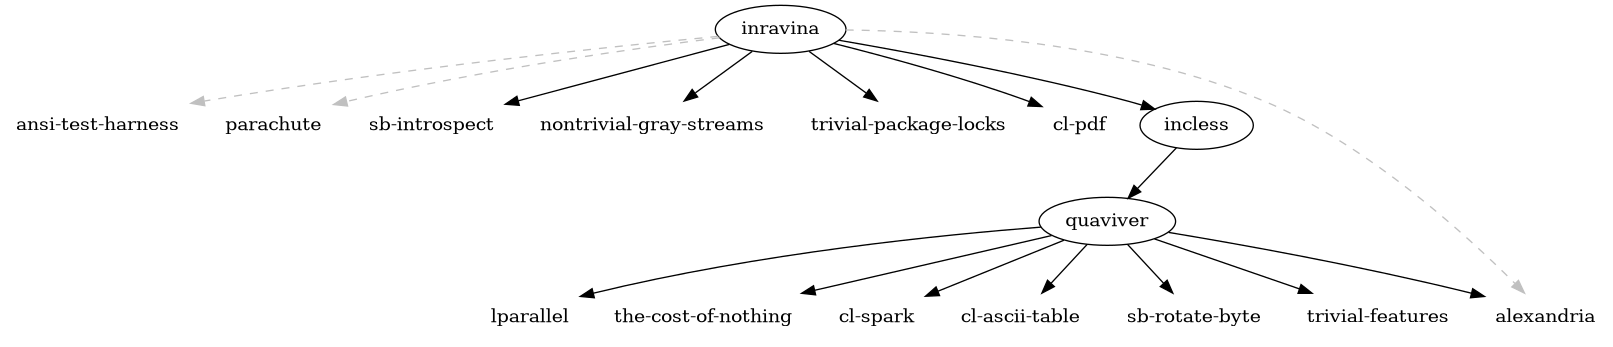 inravina
ansi-test-harness
parachute
sb-introspect
nontrivial-gray-streams
trivial-package-locks
cl-pdf
incless
quaviver
lparallel
the-cost-of-nothing
cl-spark
cl-ascii-table
sb-rotate-byte
trivial-features
alexandria